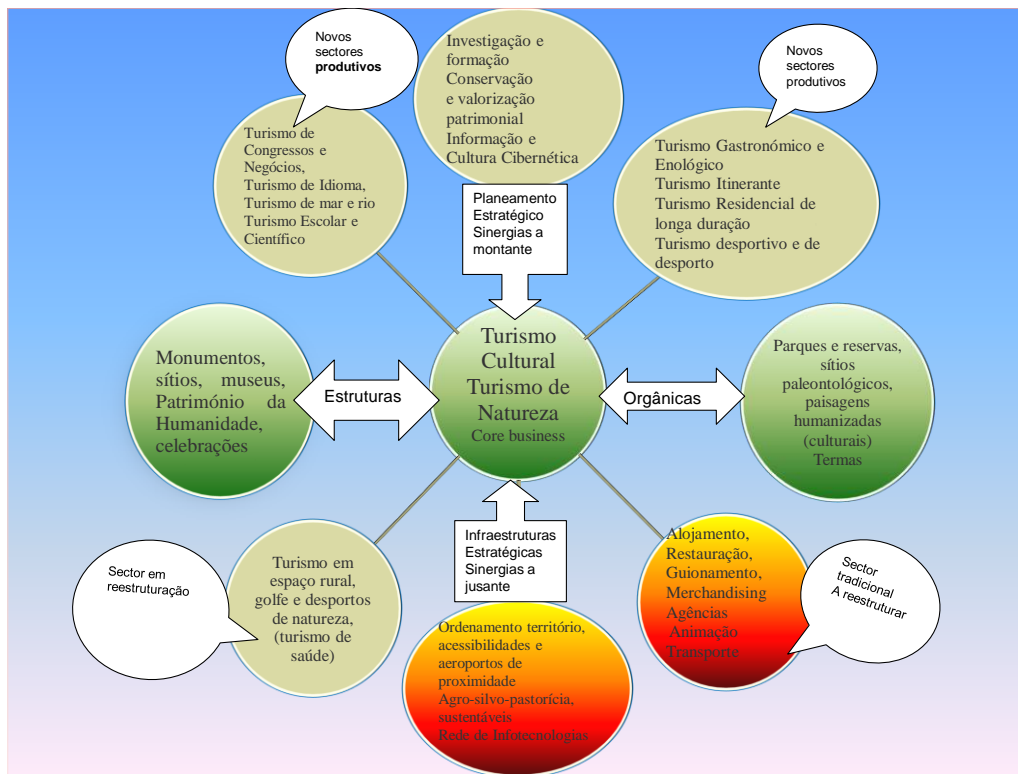 Novos
sectores
produtivos
Investigação e
formação
Conservação
e valorização
patrimonial
Informação e
Cultura Cibernética
Novos
sectores
produtivos
Turismo de
Congressos e
Negócios,
Turismo de Idioma,
Turismo de mar e rio
Turismo Escolar e
Científico
Turismo Gastronómico e
Enológico
Turismo Itinerante
Turismo Residencial de
longa duração
Turismo desportivo e de
desporto
Planeamento
Estratégico
Sinergias a
montante
Monumentos,
sítios, museus,
Património da
Humanidade,
celebrações
Estruturas
Turismo
Cultural
Turismo de
Natureza
Core business
Orgânicas
Parques e reservas,
sítios
paleontológicos,
paisagens
humanizadas
(culturais)
Termas
Sector em
reestruturação
Turismo em
espaço rural,
golfe e desportos
de natureza,
(turismo de
saúde)
Infraestruturas
Estratégicas
Sinergias a
jusante
Ordenamento território,
acessibilidades e
aeroportos de
proximidade
Agro-silvo-pastorícia,
sustentáveis
Rede de Infotecnologias
Alojamento,
Restauração,
Guionamento,
Merchandising
Agências
Animação
Transporte
Sector
tradicional
A reestruturar